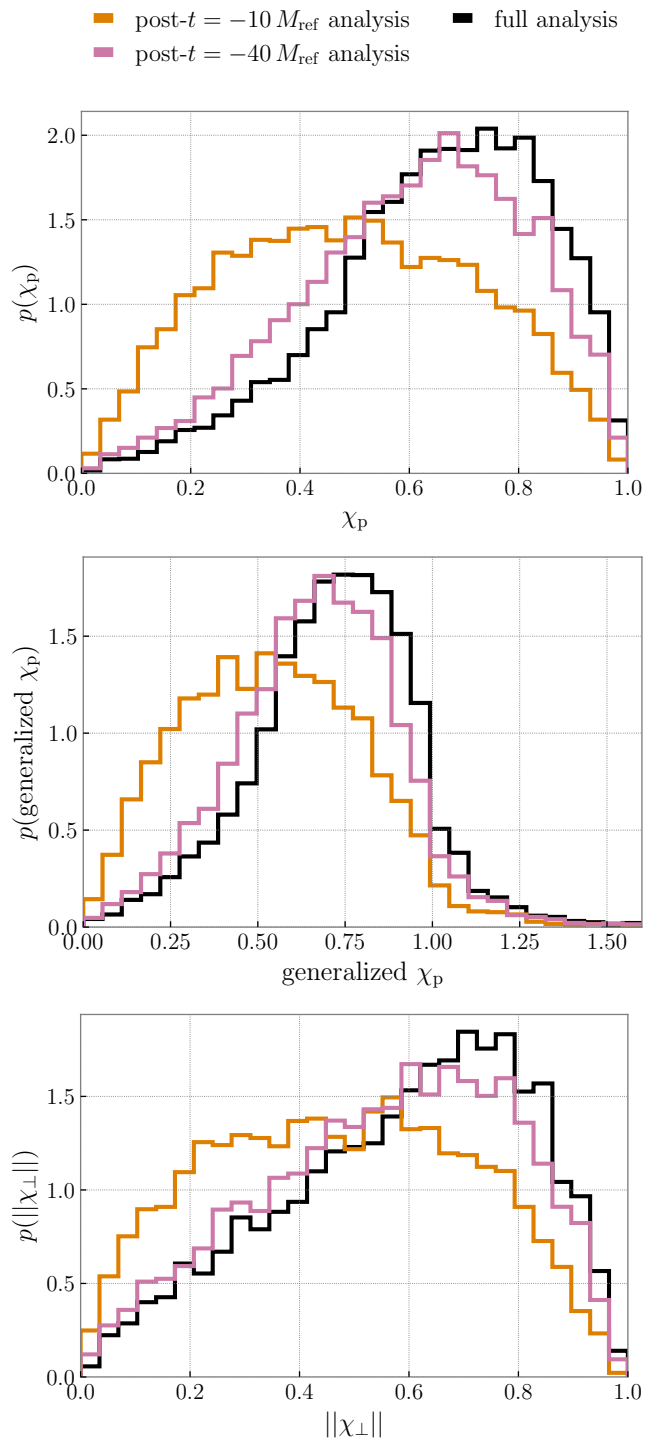 post-t = −10 M_ref analysis
full analysis
post-t = −40 M_ref analysis
2.0
1.5
1.0
0.5
0.0
p(χ_p)
0.0 0.2 0.4 0.6 0.8 1.0
χ_p
1.5
1.0
0.5
0.0
p(generalized χ_p)
0.00 0.25 0.50 0.75 1.00 1.25 1.50
generalized χ_p
1.5
1.0
0.5
0.0
p(||χ_⊥||)
0.0 0.2 0.4 0.6 0.8 1.0
||χ_⊥||